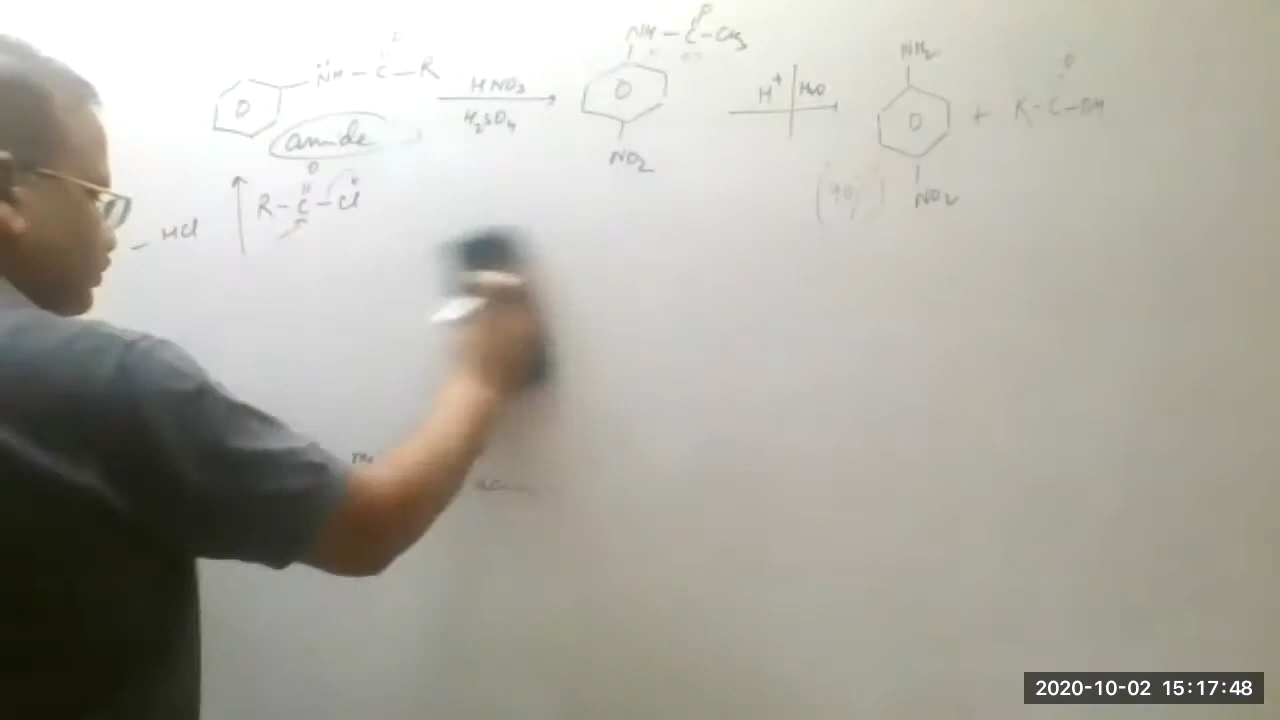 NH - C - CH3
NH - C - R
HNO3
H2SO4
NO2
H+ H2O
NH2
NO2
+ R - C - OH
amide
O
R - C - Cl
- HCl
2020-10-02 15:17:48